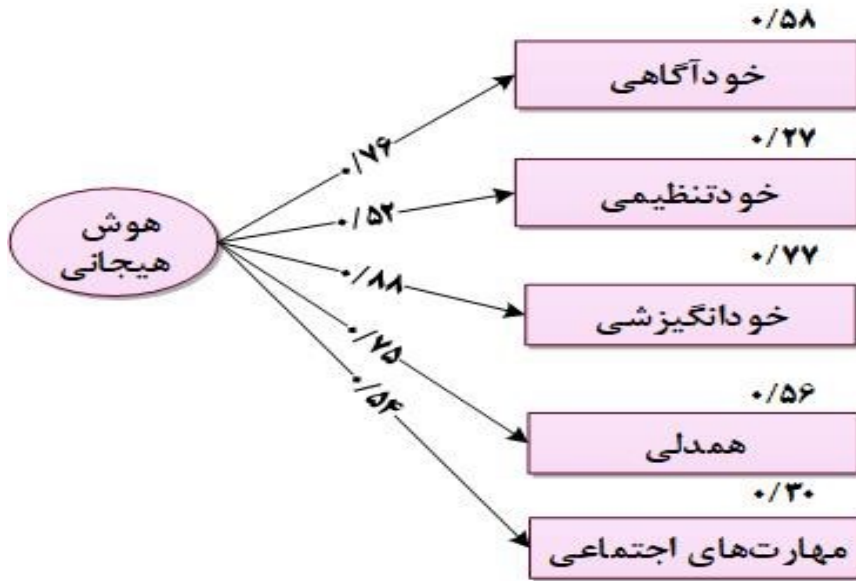 ۰/۵۸
خودآگاهی
۰/۷۶
۰/۲۷
خودتنظیمی
۰/۵۲
هوش
هیجانی
۰/۷۷
خودانگیزشی
۰/۸۸
۰/۵۶
همدلی
۰/۷۵
۰/۳۰
مهارت‌های اجتماعی
۰/۵۴